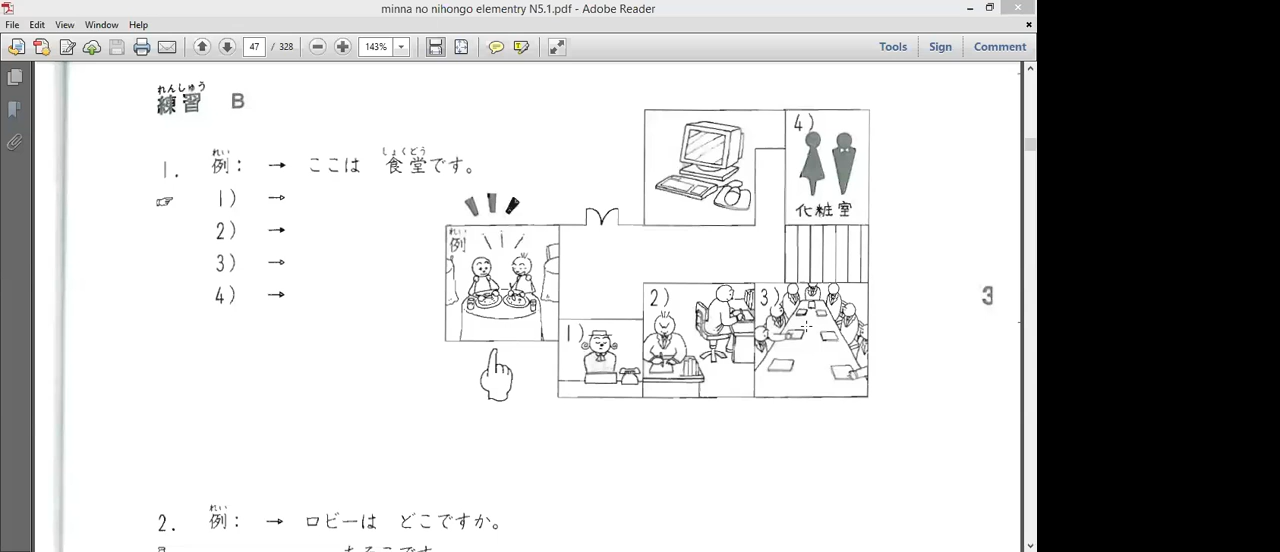 minna no nihongo elementry N5.1.pdf - Adobe Reader
File Edit View Window Help
47 / 328 143% Tools Sign Comment
れんしゅう
練習 B
れい しょくどう
1. 例: → ここは 食堂です。
☞ 1) →
2) →
3) →
4) →
4)
化粧室
れい
例
1)
2)
3)
3
れい
2. 例: → ロビーは どこですか。